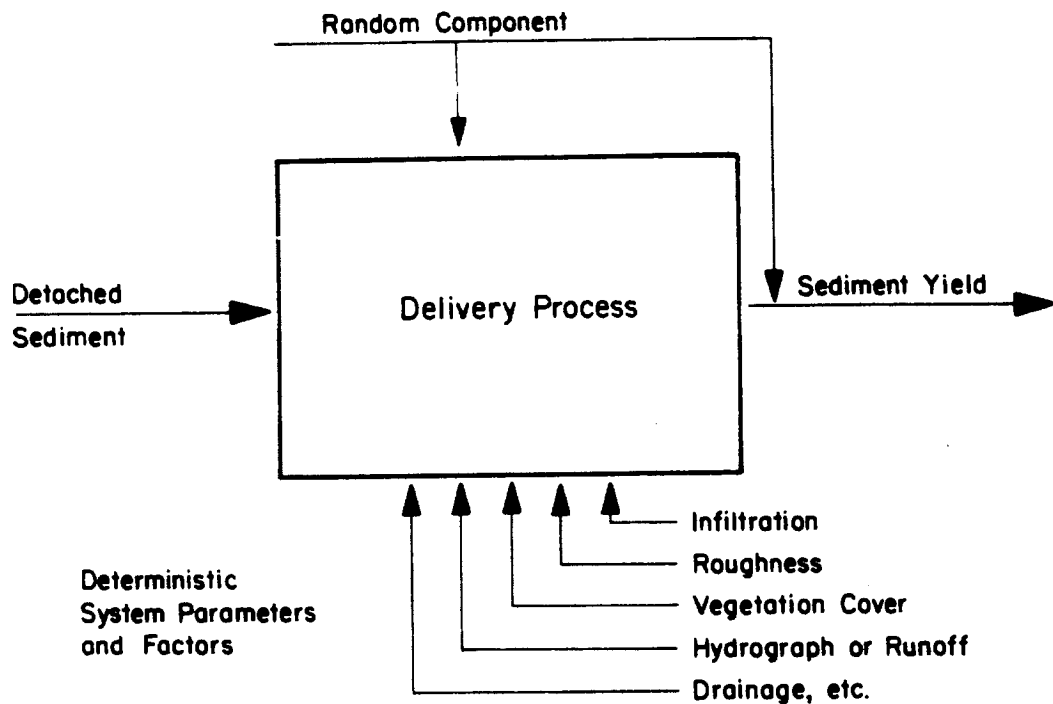 Random Component
Detached
Sediment
Delivery Process
Sediment Yield
Infiltration
Roughness
Vegetation Cover
Hydrograph or Runoff
Drainage, etc.
Deterministic
System Parameters
and Factors